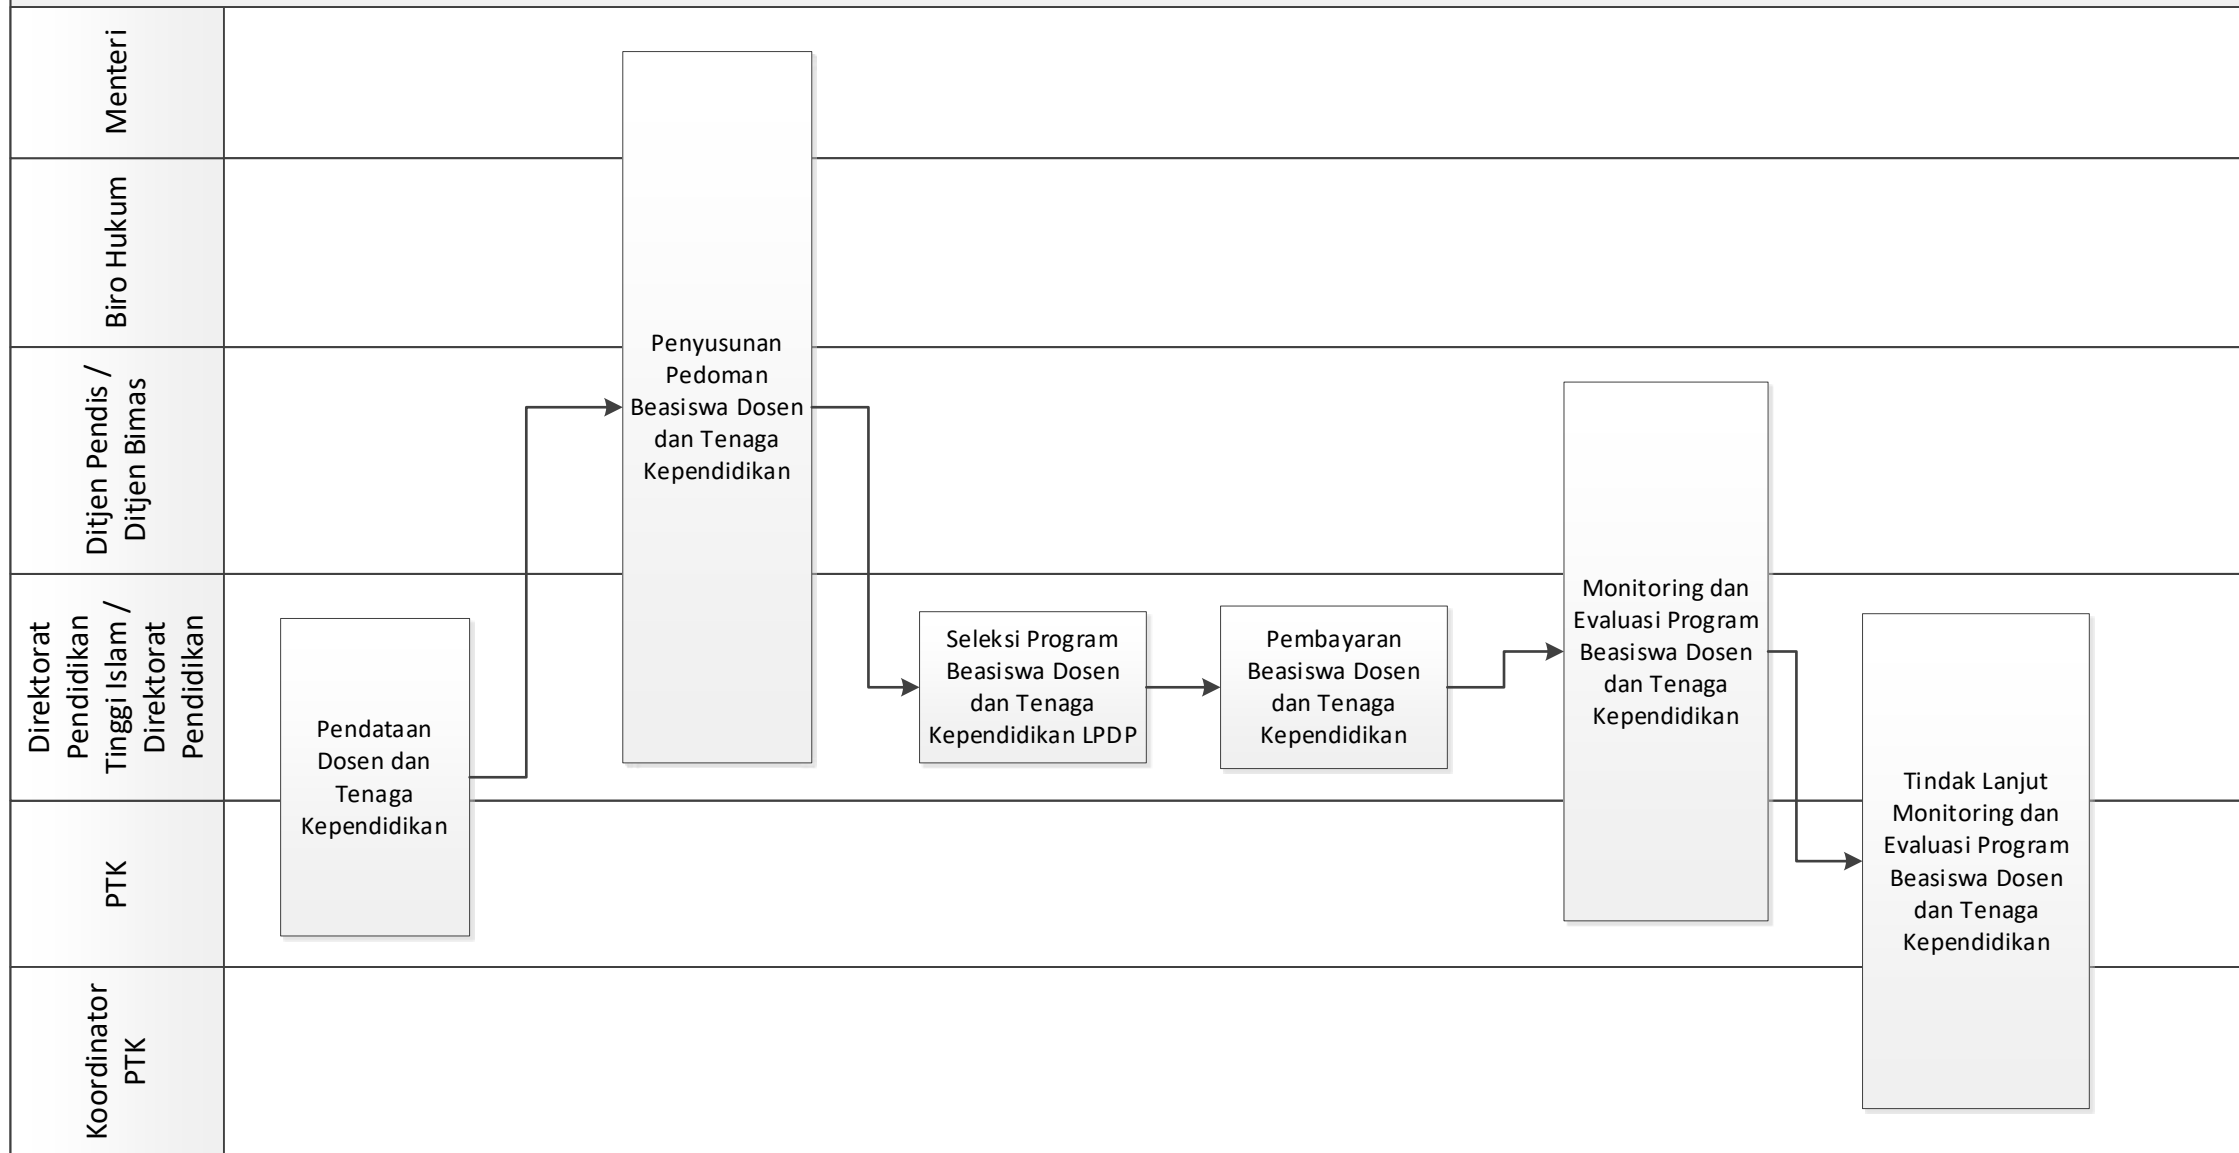 Menteri
Biro Hukum
Ditjen Pendis /
Ditjen Bimas
Direktorat
Pendidikan
Tinggi Islam /
Direktorat
Pendidikan
PTK
Koordinator
PTK
Pendataan
Dosen dan
Tenaga
Kependidikan
Penyusunan
Pedoman
Beasiswa Dosen
dan Tenaga
Kependidikan
Seleksi Program
Beasiswa Dosen
dan Tenaga
Kependidikan LPDP
Pembayaran
Beasiswa Dosen
dan Tenaga
Kependidikan
Monitoring dan
Evaluasi Program
Beasiswa Dosen
dan Tenaga
Kependidikan
Tindak Lanjut
Monitoring dan
Evaluasi Program
Beasiswa Dosen
dan Tenaga
Kependidikan